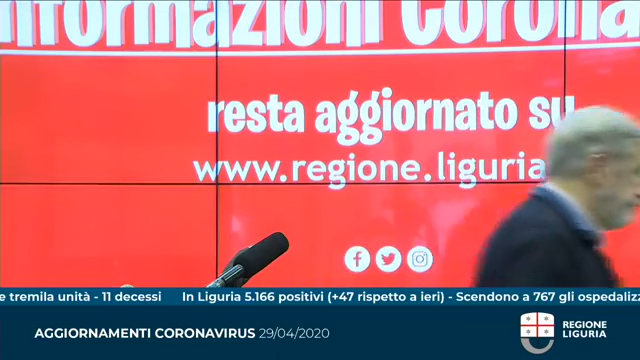 nformazioni Corona
resta aggiornato su
www.regione.liguria
e tremila unità - 11 decessi In Liguria 5.166 positivi (+47 rispetto a ieri) - Scendono a 767 gli ospedalizz
AGGIORNAMENTI CORONAVIRUS 29/04/2020
REGIONE
LIGURIA